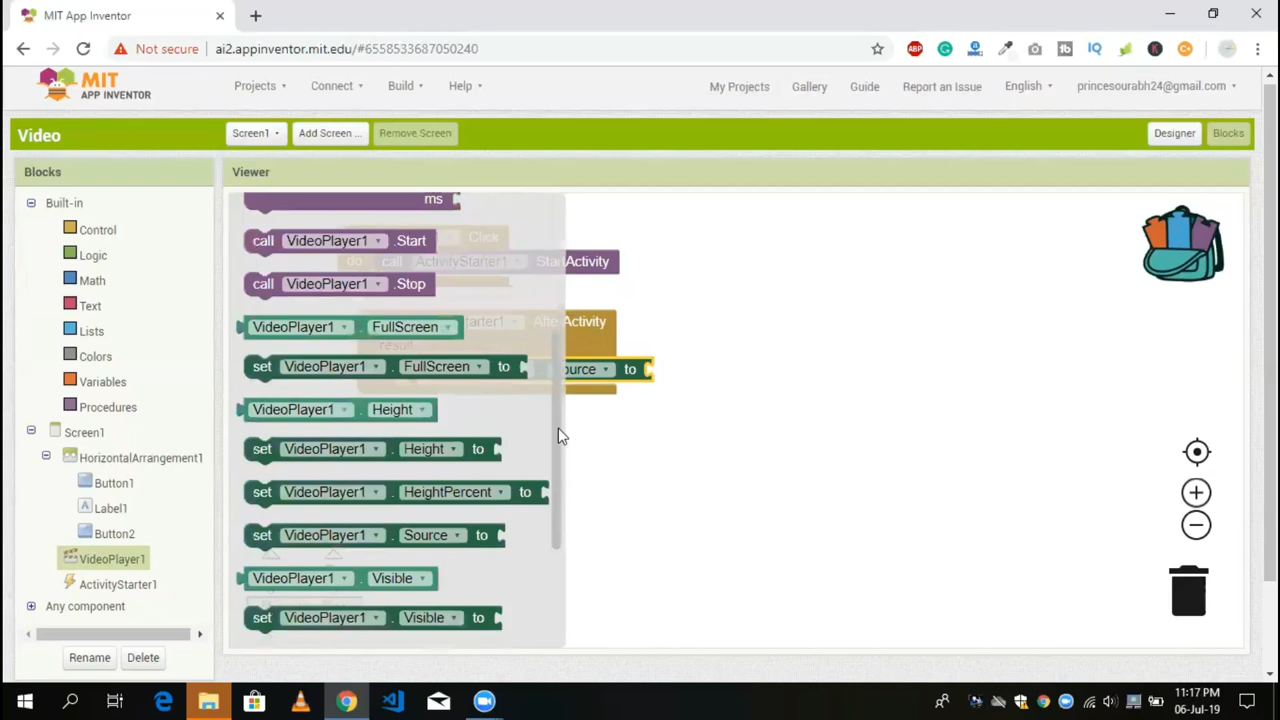 MIT App Inventor
Not secure ai2.appinventor.mit.edu/#6558533687050240
MIT
APP INVENTOR
Projects Connect Build Help
My Projects Gallery Guide Report an Issue English princesourabh24@gmail.com
Video
Screen1 Add Screen ... Remove Screen
Designer Blocks
Blocks
Viewer
Built-in
Control
Logic
Math
Text
Lists
Colors
Variables
Procedures
Screen1
HorizontalArrangement1
Button1
Label1
Button2
VideoPlayer1
ActivityStarter1
Any component
Rename Delete
ms
Click
call VideoPlayer1 .Start
do call ActivityStarter1 StartActivity
call VideoPlayer1 .Stop
VideoPlayer1 . FullScreen
result
set VideoPlayer1 . FullScreen to
to
VideoPlayer1 . Height
set VideoPlayer1 . Height to
set VideoPlayer1 . HeightPercent to
set VideoPlayer1 . Source to
VideoPlayer1 . Visible
set VideoPlayer1 . Visible to
11:17 PM
06-Jul-19